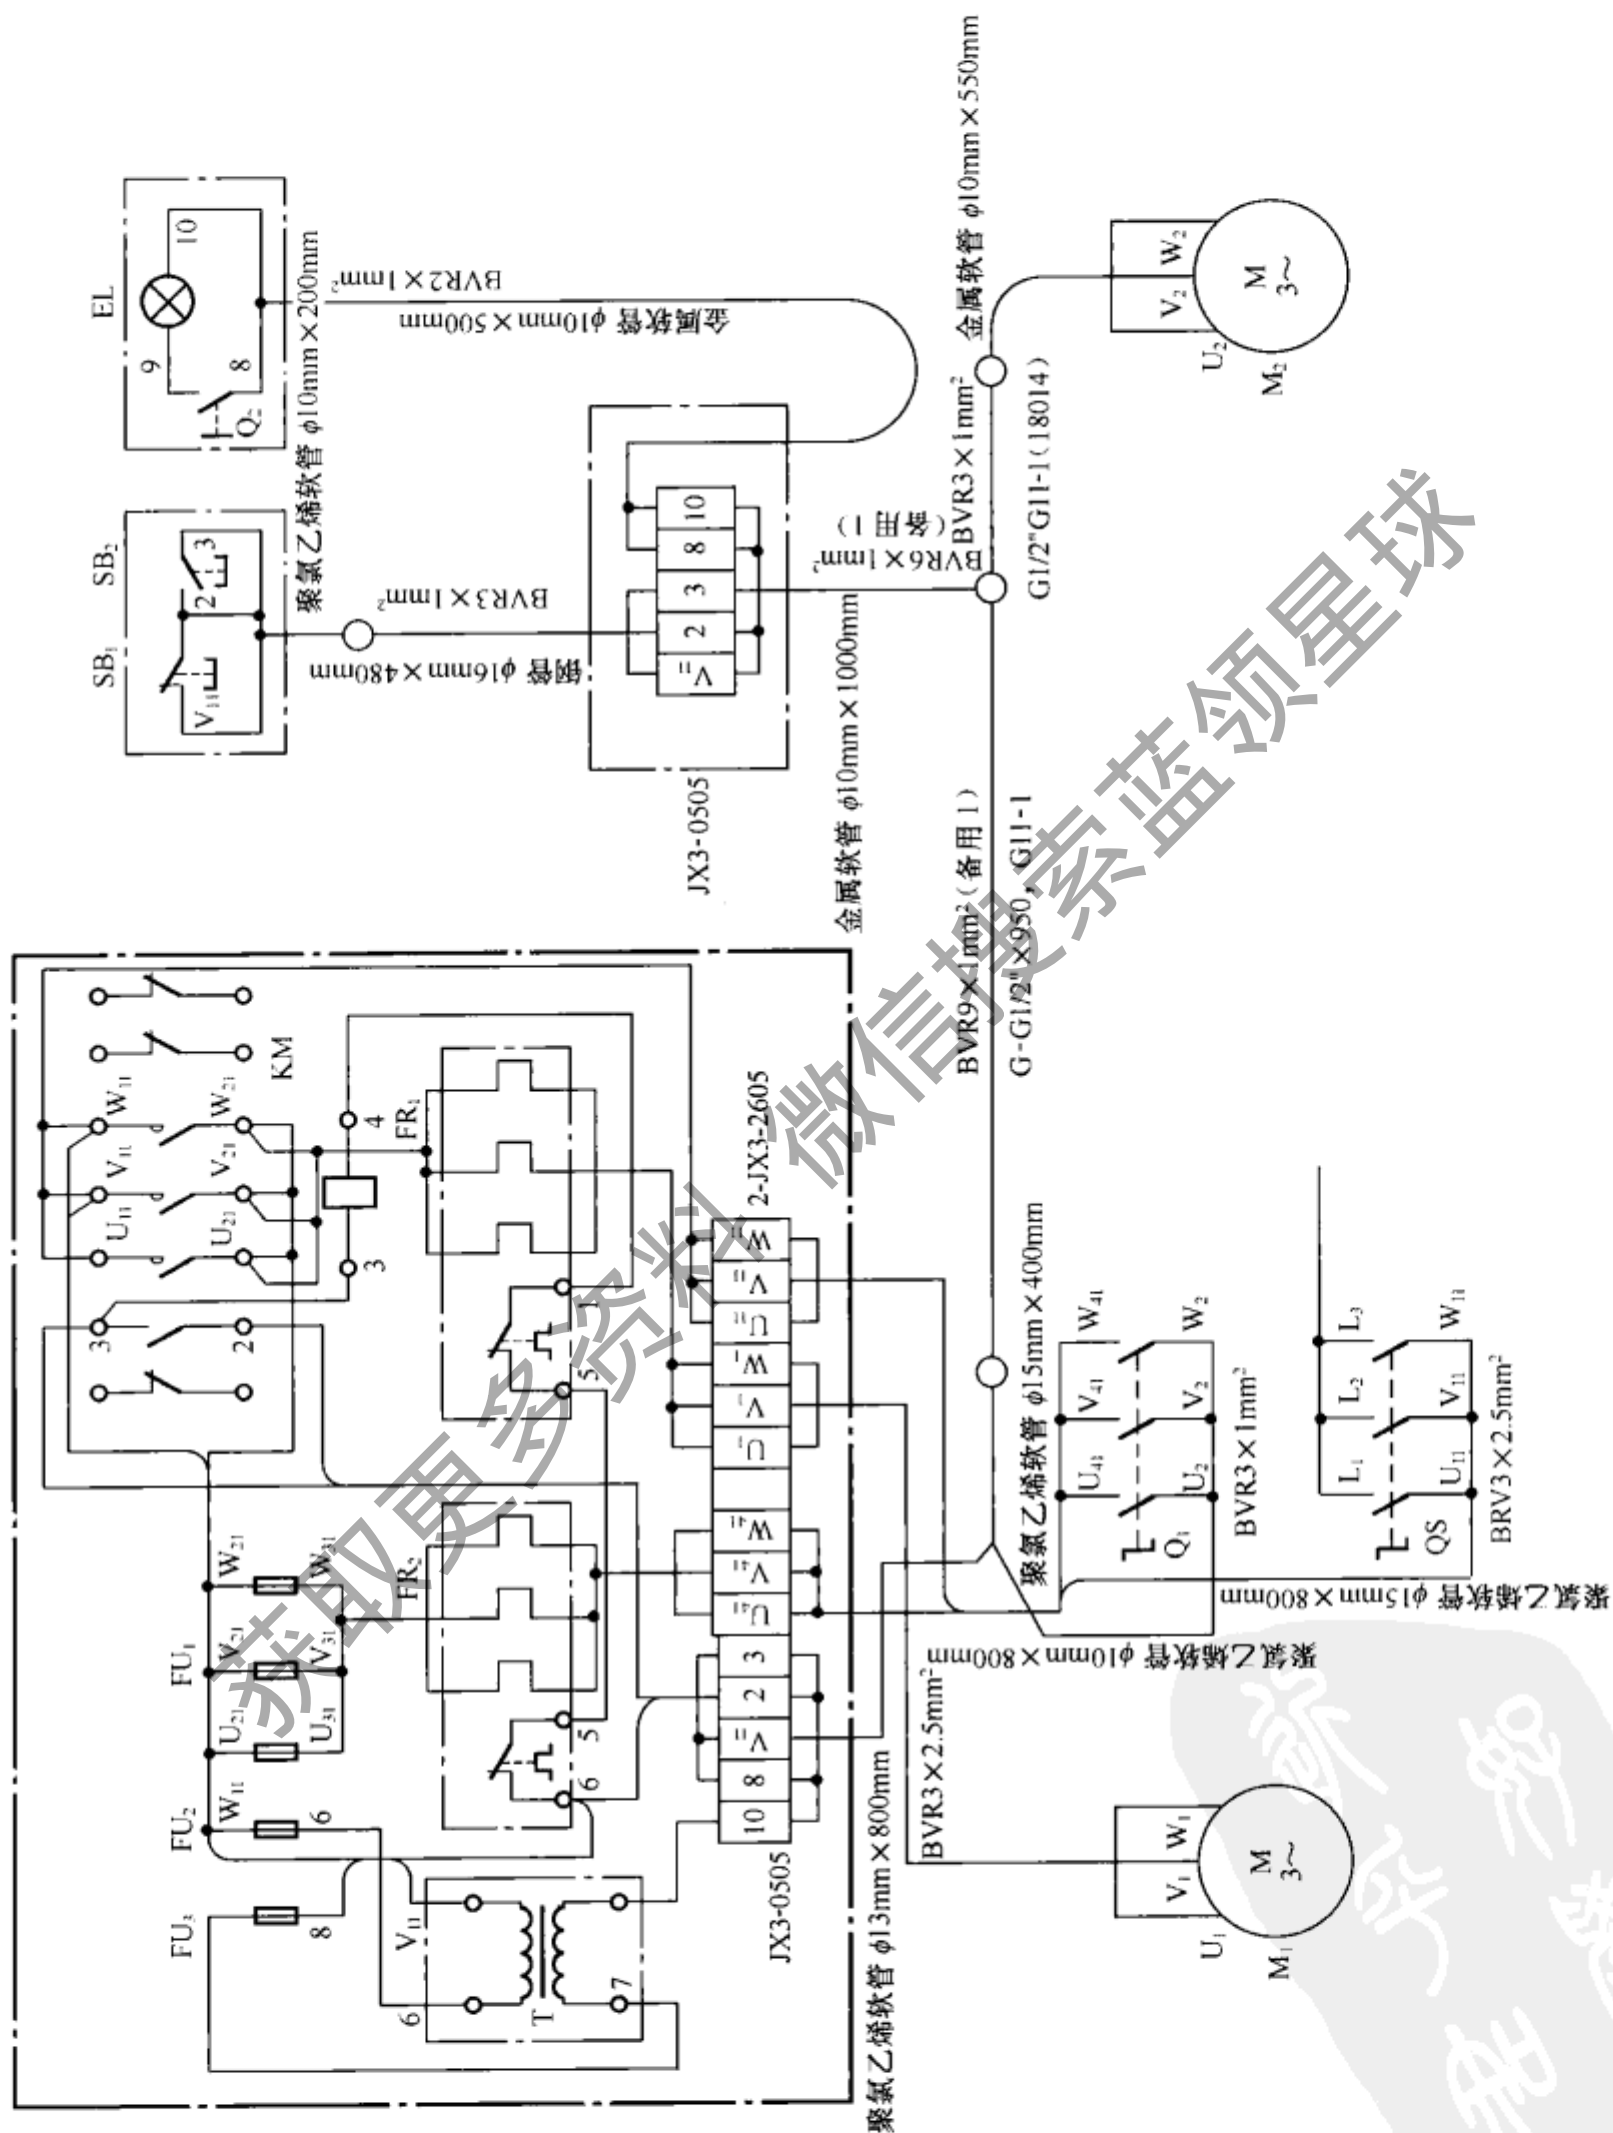 EL
9
10
8
Q₂
聚氯乙烯软管 φ10mm×200mm
BVR2×1mm²
金属软管 φ10mm×500mm
SB₁
SB₂
V₁₁
2
3
BVR3×1mm²
钢管 φ16mm×480mm
V₁₁
2
3
8
10
JX3-0505
BVR6×1mm²
(备用1)
金属软管 φ10mm×1000mm
金属软管 φ10mm×550mm
BVR3×1mm²
G1/2"G11-1(18014)
BVR9×1mm²(备用1)
G-G1/2"×950, G11-1
U₂
V₂
W₂
M
3~
M₂
KM
3
2
U₁₁
V₁₁
W₁₁
U₂₁
V₂₁
W₂₁
3
4
FR₁
5
1
FU₁
U₂₁
V₂₁
W₂₁
U₃₁
V₃₁
W₃₁
FU₂
W₁₁
6
FU₃
8
FR₂
6
5
V₁₁
6
T
7
10
8
V₁₁
2
3
U₄₁
V₄₁
W₄₁
U₁
V₁
W₁
U₁₁
V₁₁
W₁₁
JX3-0505
2-JX3-2605
聚氯乙烯软管 φ13mm×800mm
BVR3×2.5mm²
聚氯乙烯软管 φ10mm×800mm
聚氯乙烯软管 φ15mm×400mm
U₄₁
V₄₁
W₄₁
Q₁
U₂
V₂
W₂
BVR3×1mm²
聚氯乙烯软管 φ15mm×800mm
L₁
L₂
L₃
QS
U₁₁
V₁₁
W₁₁
BRV3×2.5mm²
U₁
V₁
W₁
M
3~
M₁
获取更多资料 微信搜索蓝领星球